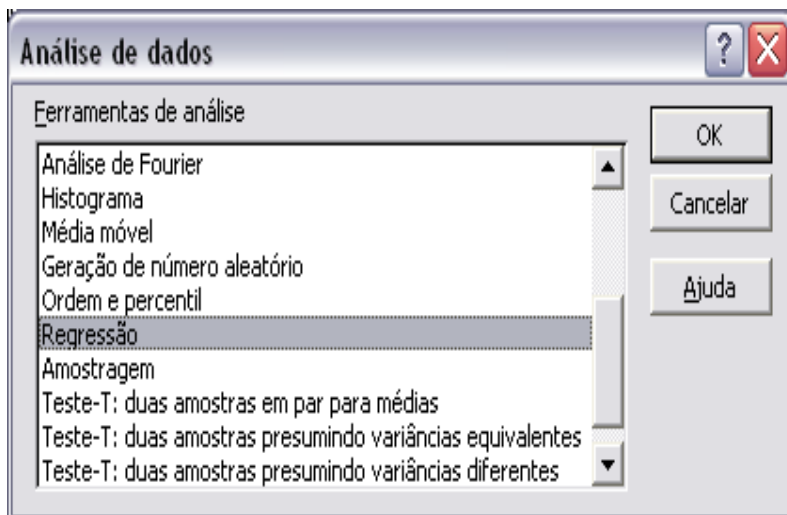 Análise de dados
Ferramentas de análise
Análise de Fourier
Histograma
Média móvel
Geração de número aleatório
Ordem e percentil
Regressão
Amostragem
Teste-T: duas amostras em par para médias
Teste-T: duas amostras presumindo variâncias equivalentes
Teste-T: duas amostras presumindo variâncias diferentes
OK
Cancelar
Ajuda